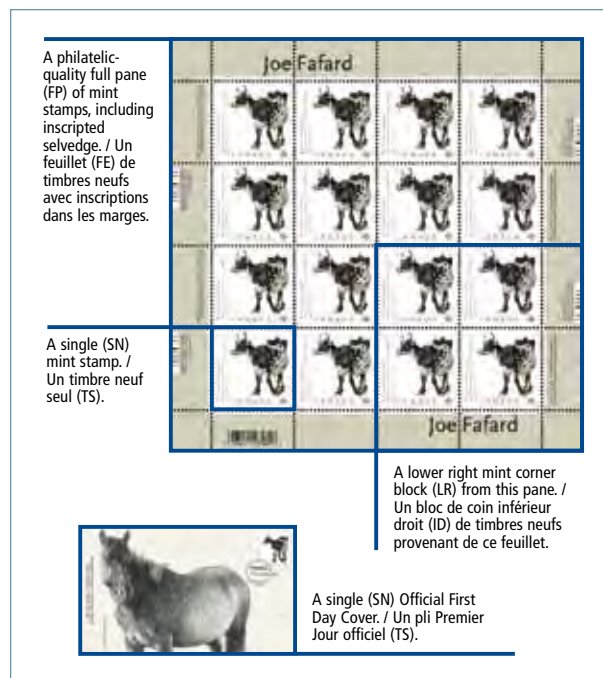 A philatelic-
quality full pane
(FP) of mint
stamps, including
inscripted
selvedge. / Un
feuillet (FE) de
timbres neufs
avec inscriptions
dans les marges.
Joe Fafard
A single (SN)
mint stamp. /
Un timbre neuf
seul (TS).
Joe Fafard
A lower right mint corner
block (LR) from this pane. /
Un bloc de coin inférieur
droit (ID) de timbres neufs
provenant de ce feuillet.
A single (SN) Official First
Day Cover. / Un pli Premier
Jour officiel (TS).